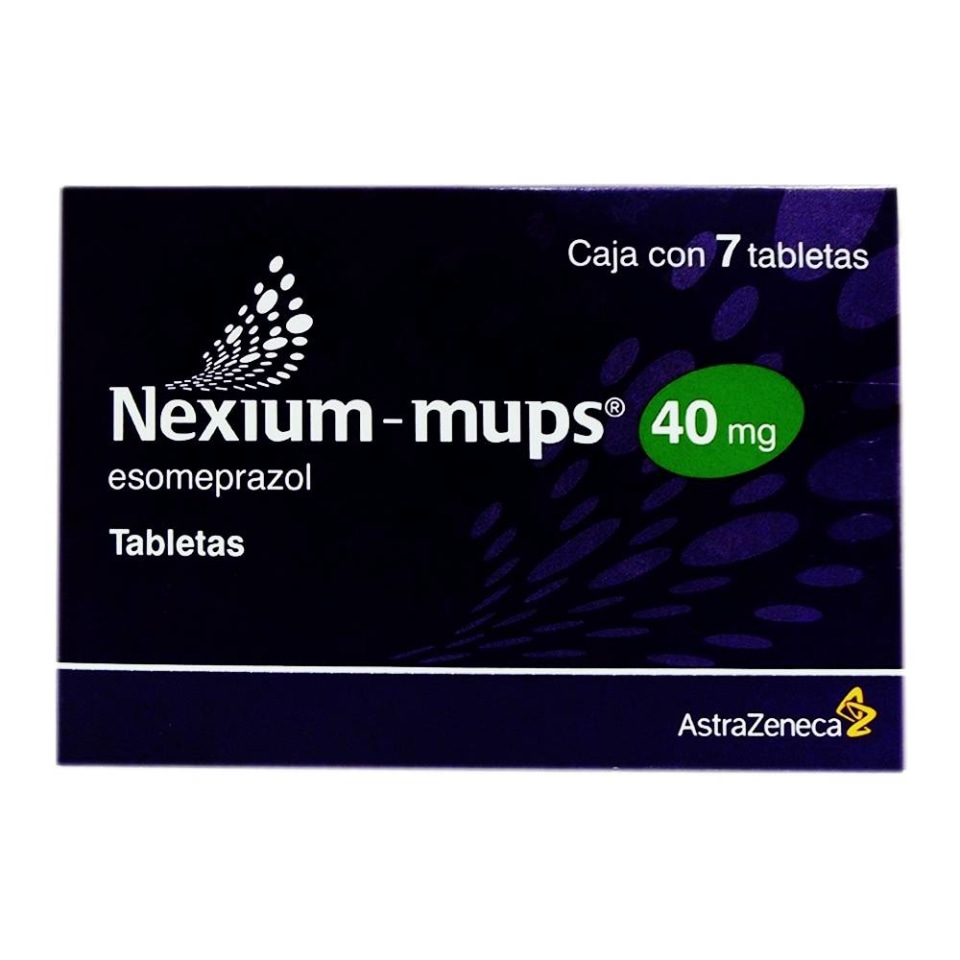 Caja con 7 tabletas
Nexium-mups® 40 mg
esomeprazol
Tabletas
AstraZeneca